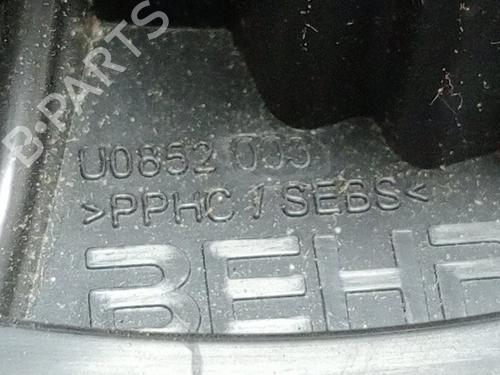 B-PARTS
U0852 003
>PPHC / SEBS<
BEHR